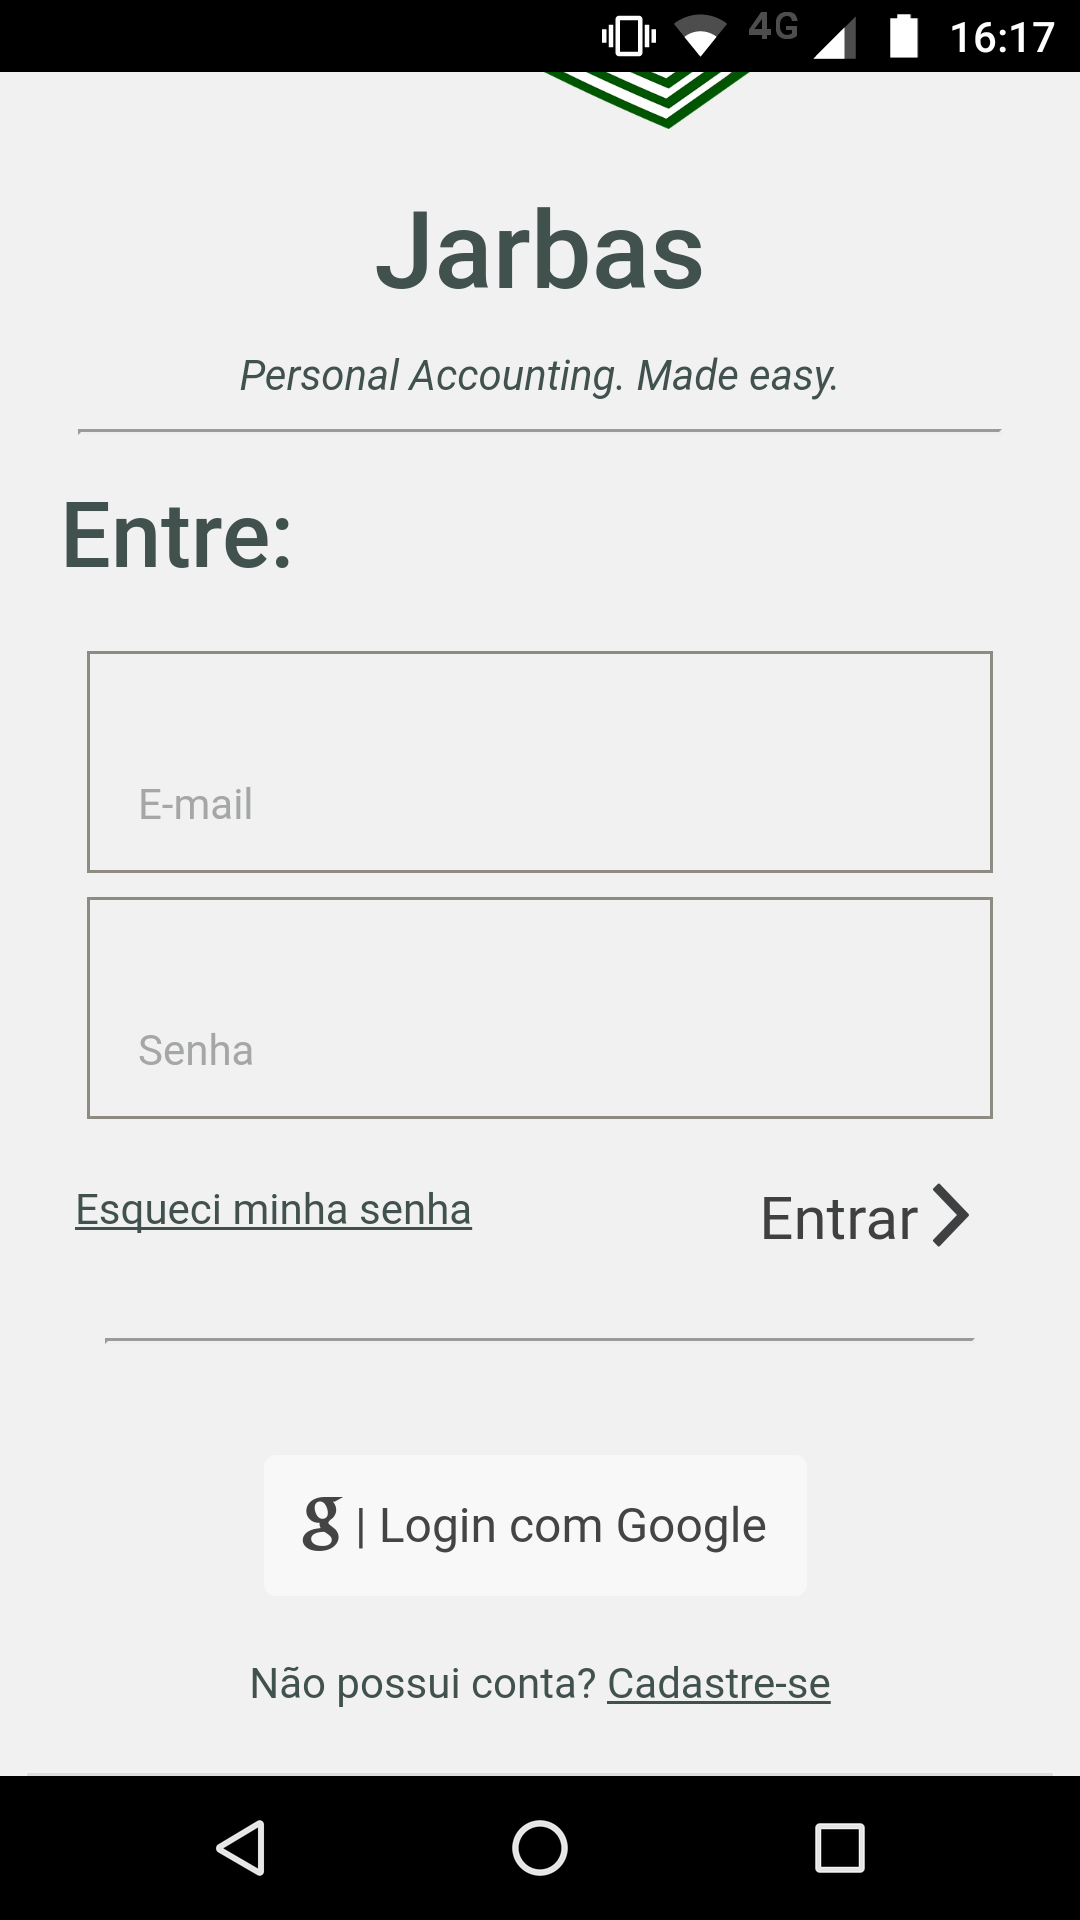 4G 16:17
Jarbas
Personal Accounting. Made easy.
Entre:
E-mail
Senha
Esqueci minha senha
Entrar
g | Login com Google
Não possui conta? Cadastre-se